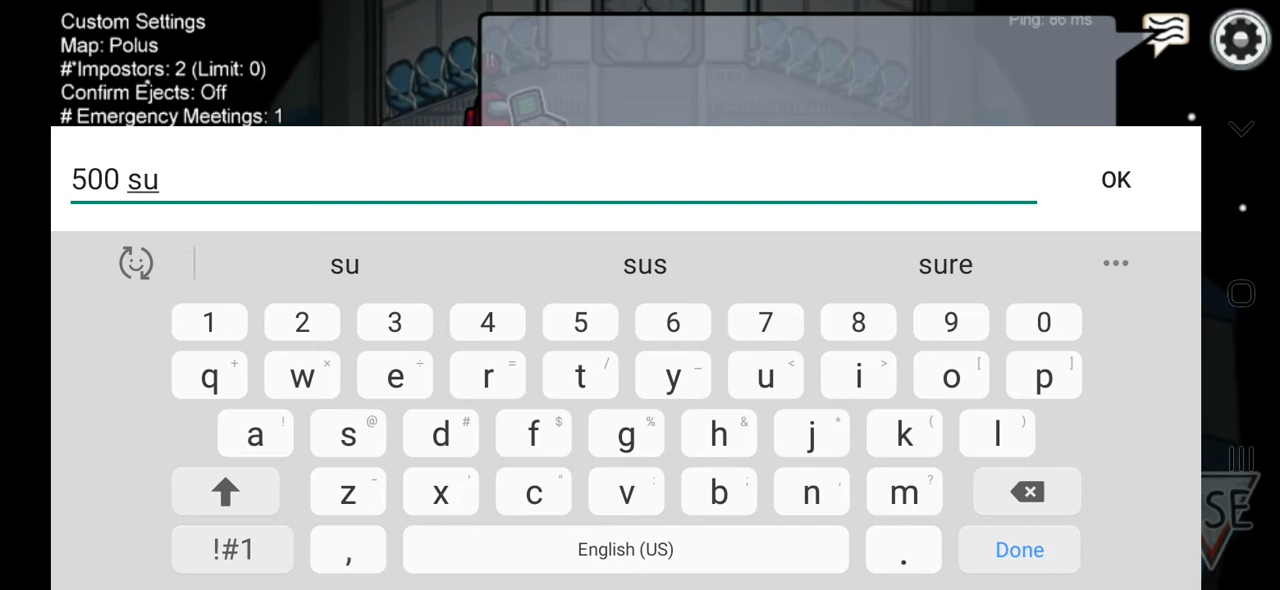 Custom Settings
Map: Polus
#Impostors: 2 (Limit: 0)
Confirm Ejects: Off
# Emergency Meetings: 1
Ping: 86 ms
500 su
OK
su sus sure
1 2 3 4 5 6 7 8 9 0
q + w × e ÷ r = t / y _ u < i > o [ p ]
a ! s @ d # f $ g % h & j * k ( l )
z - x ' c " v : b ; n , m ?
!#1 , English (US) . Done
SE